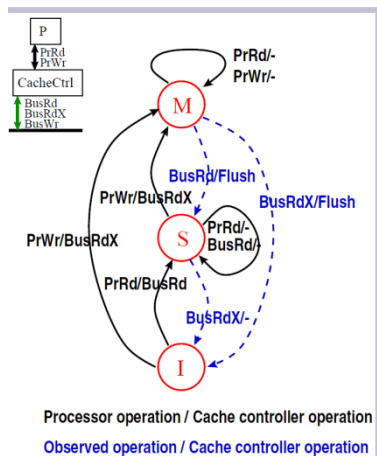 P
PrRd
PrWr
CacheCtrl
BusRd
BusRdX
BusWr
PrRd/-
PrWr/-
M
BusRd/Flush
PrWr/BusRdX
BusRdX/Flush
S
PrRd/-
BusRd/-
PrWr/BusRdX
PrRd/BusRd
BusRdX/-
I
Processor operation / Cache controller operation
Observed operation / Cache controller operation